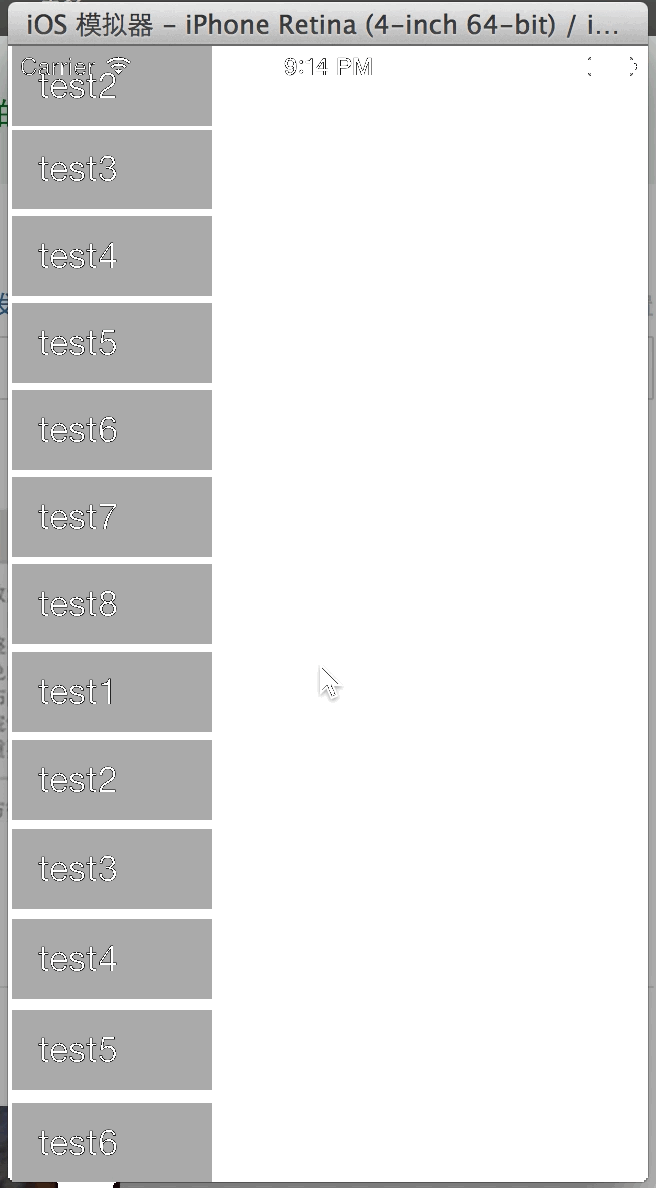 iOS 模拟器 – iPhone Retina (4-inch 64-bit) / i...
Carrier 9:14 PM
test2
test3
test4
test5
test6
test7
test8
test1
test2
test3
test4
test5
test6